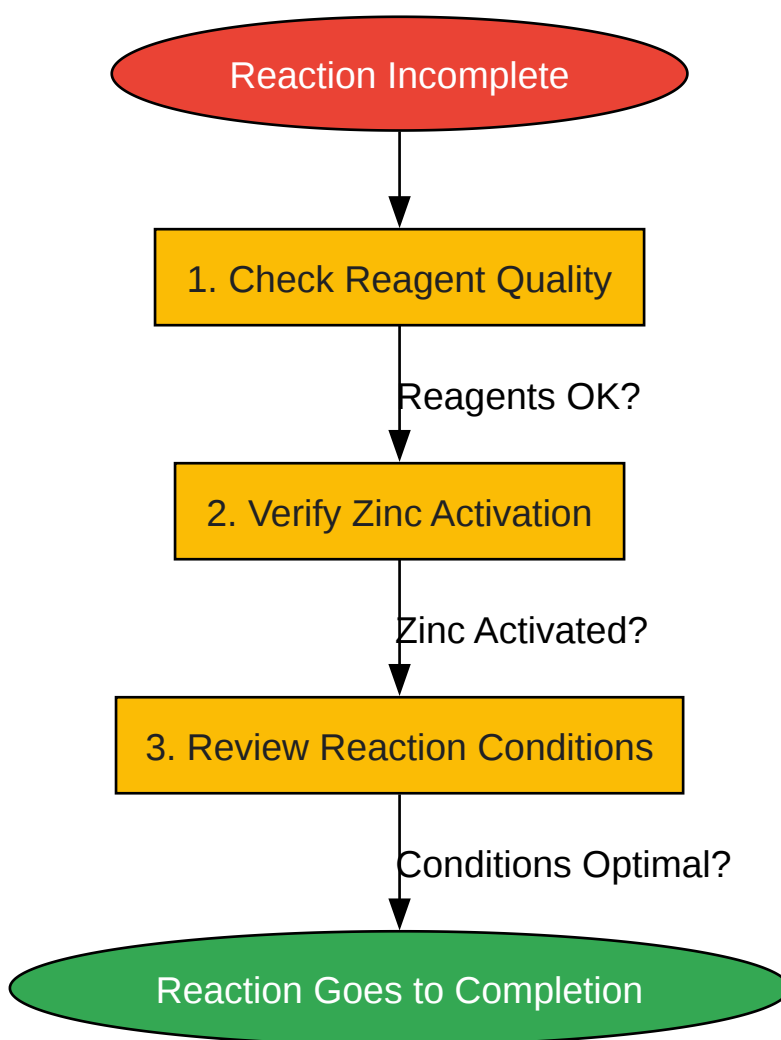 Reaction Incomplete
1. Check Reagent Quality
Reagents OK?
2. Verify Zinc Activation
Zinc Activated?
3. Review Reaction Conditions
Conditions Optimal?
Reaction Goes to Completion